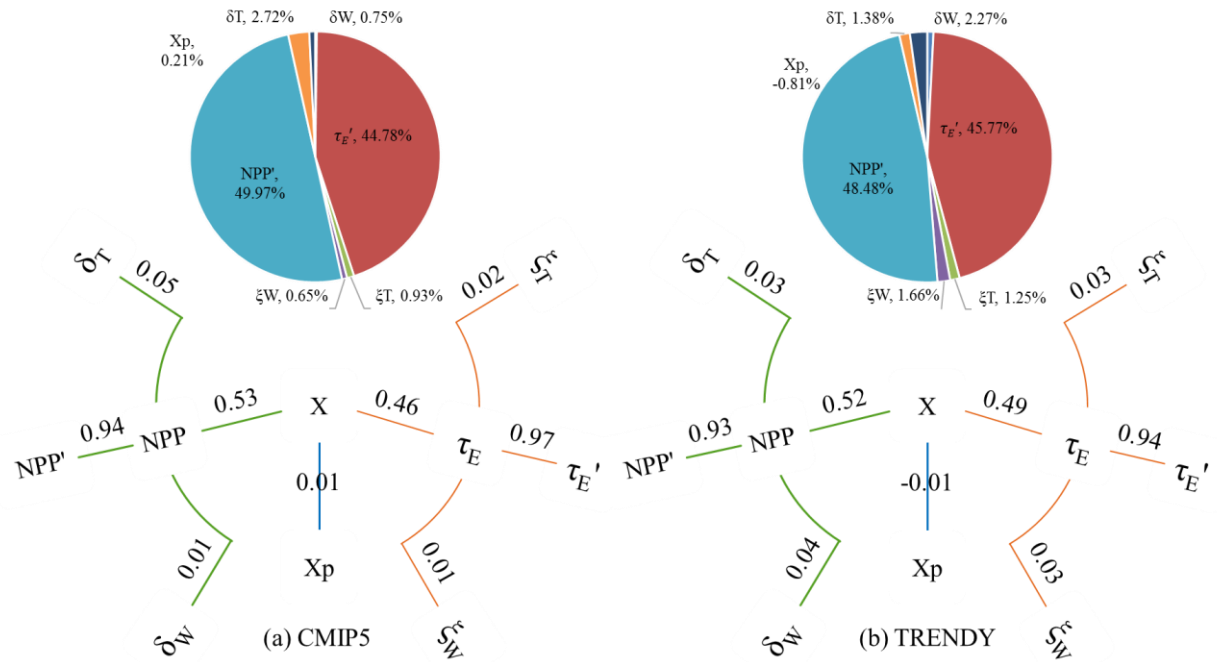 δT, 2.72%
δW, 0.75%
Xp,
0.21%
τE', 44.78%
NPP',
49.97%
ξW, 0.65%
ξT, 0.93%
δT
0.05
0.02
ξT
0.94
NPP'
NPP
0.53
X
0.46
τE
0.97
τE'
0.01
Xp
0.01
δW
0.01
ξW
(a) CMIP5
δT, 1.38%
δW, 2.27%
Xp,
-0.81%
τE', 45.77%
NPP',
48.48%
ξW, 1.66%
ξT, 1.25%
δT
0.03
0.03
ξT
0.93
NPP'
NPP
0.52
X
0.49
τE
0.94
τE'
-0.01
Xp
0.04
δW
0.03
ξW
(b) TRENDY